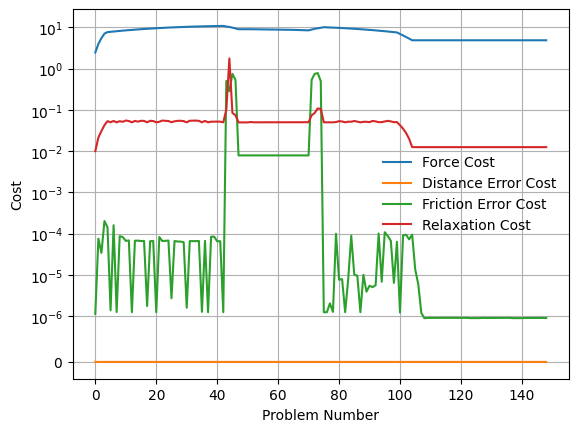 10¹
10⁰
10⁻¹
10⁻²
10⁻³
10⁻⁴
10⁻⁵
10⁻⁶
0
Cost
Force Cost
Distance Error Cost
Friction Error Cost
Relaxation Cost
0 20 40 60 80 100 120 140
Problem Number